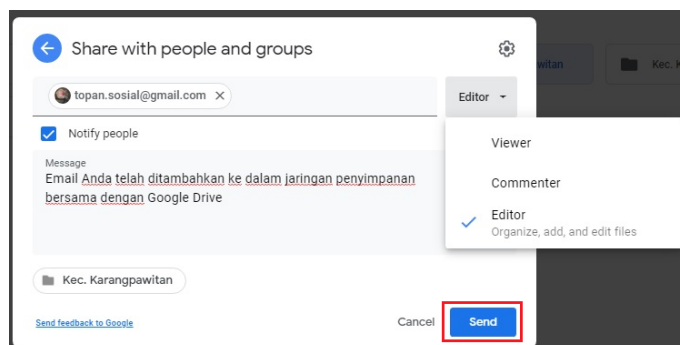 Share with people and groups
topan.sosial@gmail.com
Editor
Notify people
Message
Email Anda telah ditambahkan ke dalam jaringan penyimpanan
bersama dengan Google Drive
Viewer
Commenter
Editor
Organize, add, and edit files
Kec. Karangpawitan
Send feedback to Google
Cancel
Send
Kec.